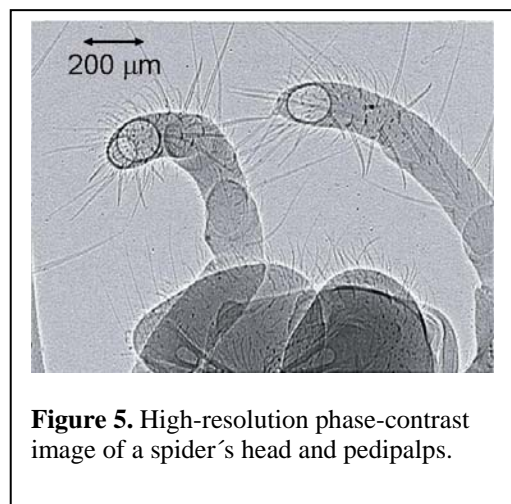 200 μm
Figure 5. High-resolution phase-contrast
image of a spider´s head and pedipalps.